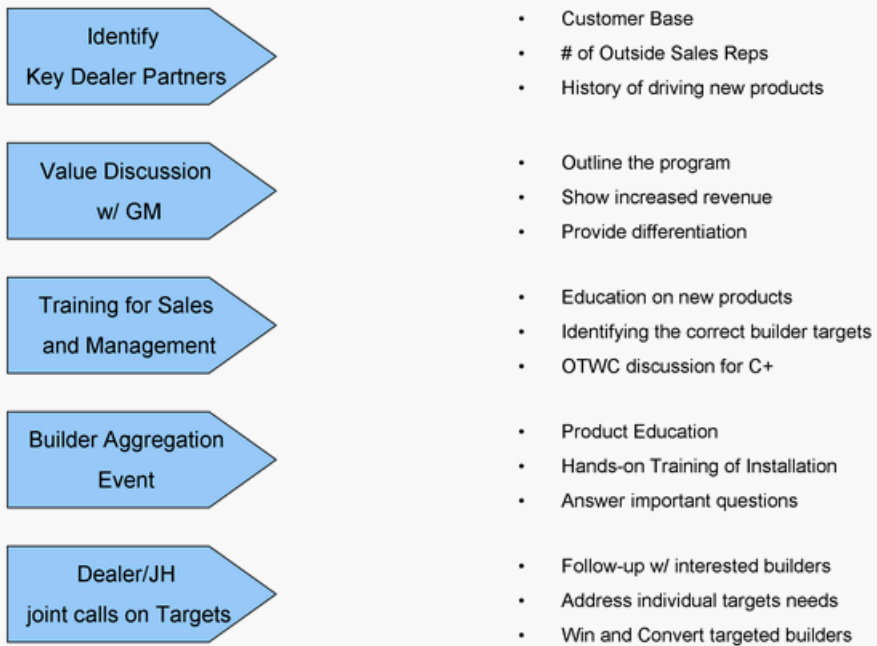 Identify
Key Dealer Partners
• Customer Base
• # of Outside Sales Reps
• History of driving new products
Value Discussion
w/ GM
• Outline the program
• Show increased revenue
• Provide differentiation
Training for Sales
and Management
• Education on new products
• Identifying the correct builder targets
• OTWC discussion for C+
Builder Aggregation
Event
• Product Education
• Hands-on Training of Installation
• Answer important questions
Dealer/JH
joint calls on Targets
• Follow-up w/ interested builders
• Address individual targets needs
• Win and Convert targeted builders